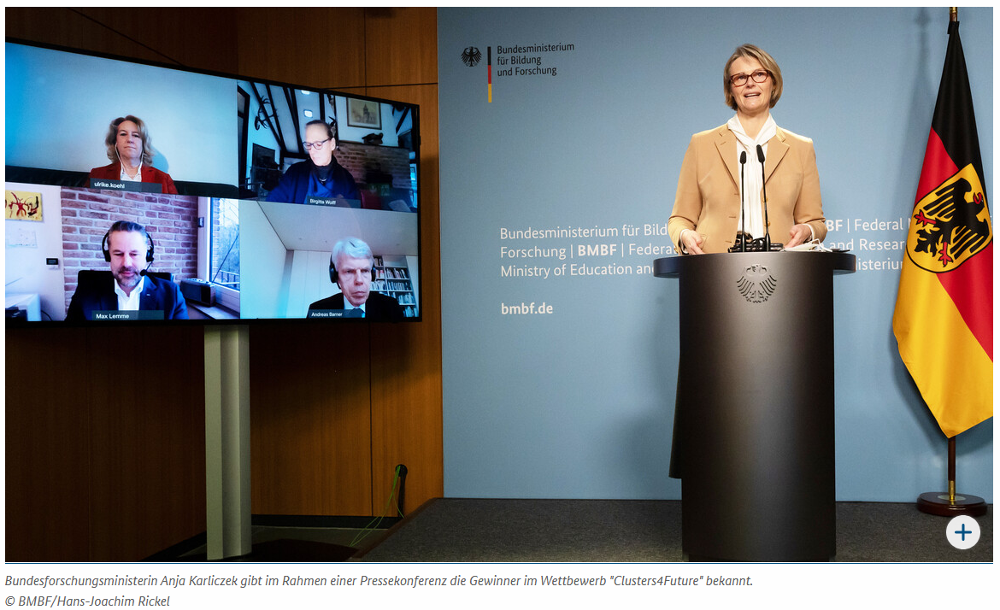 Bundesministerium
für Bildung
und Forschung
ulrike.koehl
Birgitta Wolff
Max Lemme
Andreas Barner
Bundesministerium für Bild
BF | Federal
Forschung | BMBF | Federa
and Resear
Ministry of Education an
nisteriu
bmbf.de
Bundesforschungsministerin Anja Karliczek gibt im Rahmen einer Pressekonferenz die Gewinner im Wettbewerb "Clusters4Future" bekannt.
© BMBF/Hans-Joachim Rickel